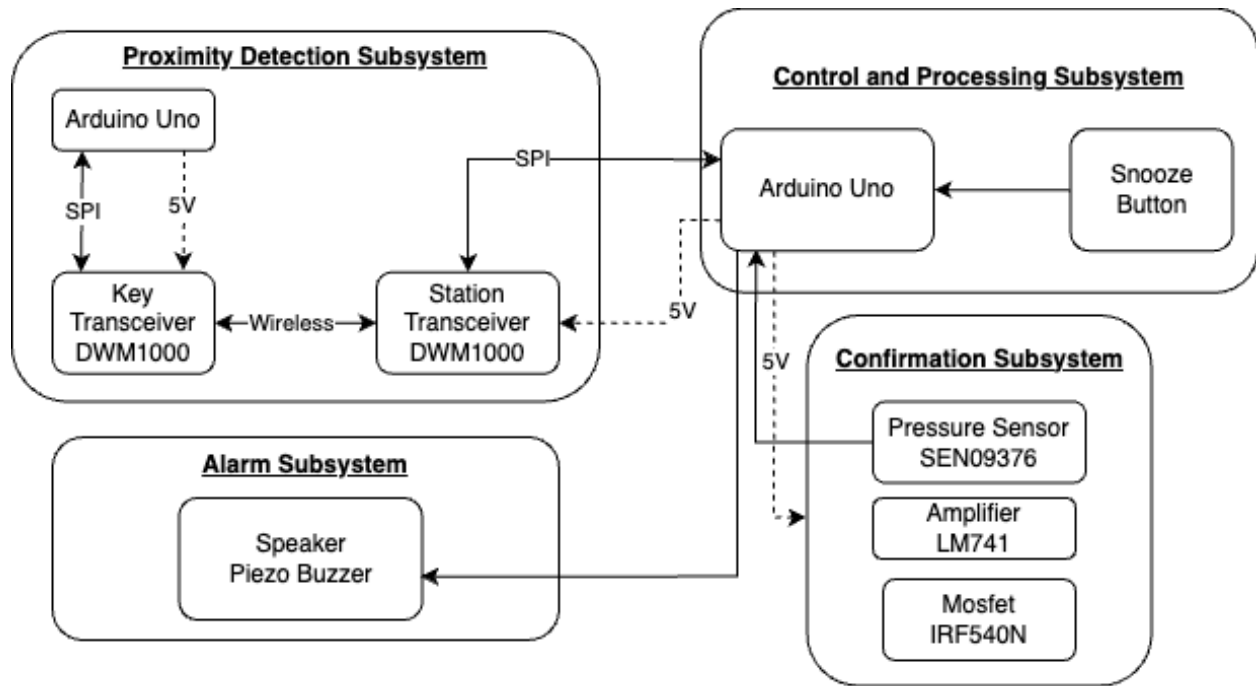 Proximity Detection Subsystem
Arduino Uno
SPI
5V
Key
Transceiver
DWM1000
Wireless
Station
Transceiver
DWM1000
SPI
5V
Control and Processing Subsystem
Arduino Uno
Snooze
Button
5V
Confirmation Subsystem
Pressure Sensor
SEN09376
Amplifier
LM741
Mosfet
IRF540N
Alarm Subsystem
Speaker
Piezo Buzzer